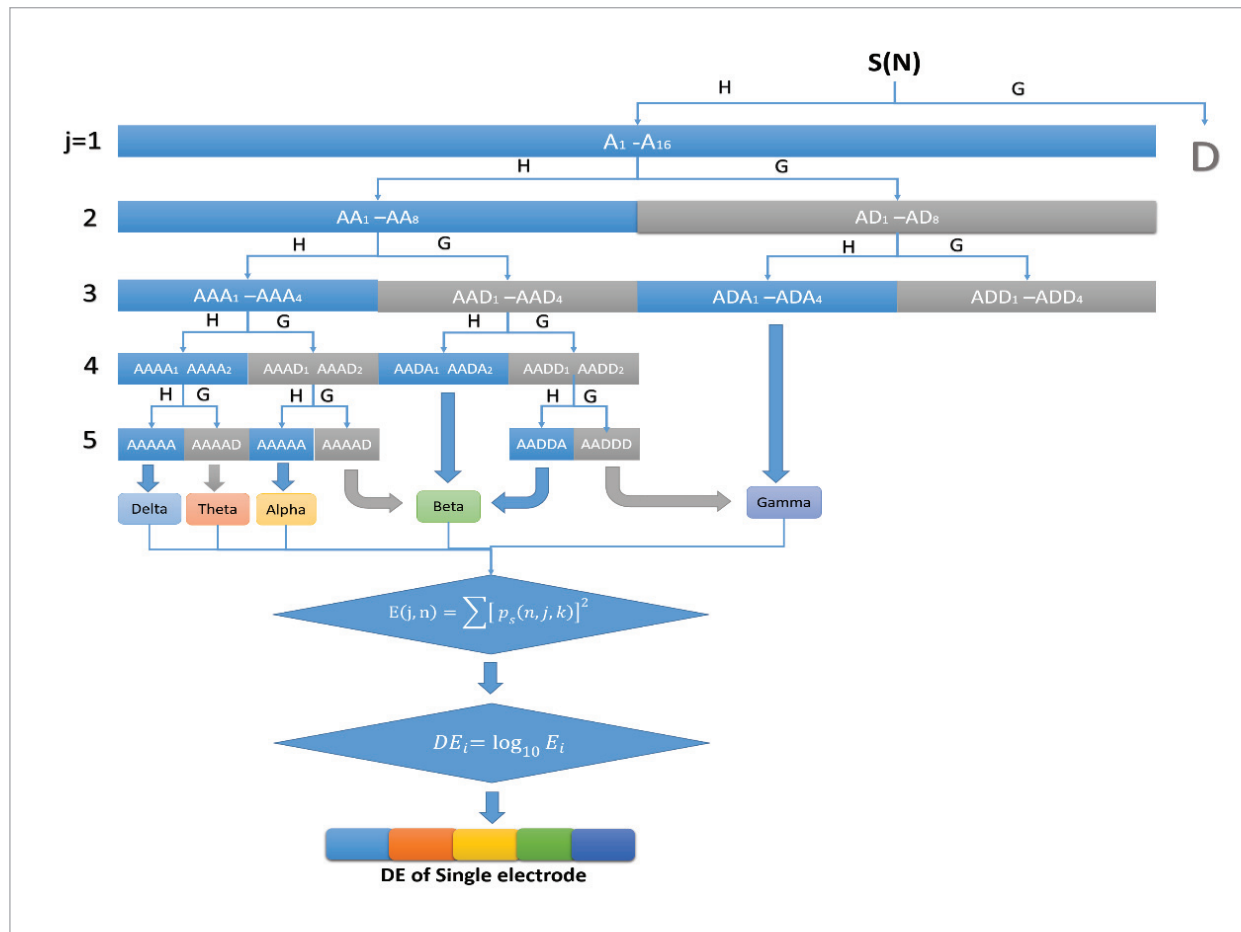 S(N)
H G
j=1 A₁ -A₁₆ D
H G
2 AA₁ –AA₈ AD₁ –AD₈
H G H G
3 AAA₁ –AAA₄ AAD₁ –AAD₄ ADA₁ –ADA₄ ADD₁ –ADD₄
H G H G
4 AAAA₁ AAAA₂ AAAD₁ AAAD₂ AADA₁ AADA₂ AADD₁ AADD₂
H G H G H G
5 AAAAA AAAAD AAAAA AAAAD AADDA AADDD
Delta Theta Alpha Beta Gamma
E(j, n) = ∑[ pₛ(n, j, k)]²
DEᵢ= log₁₀ Eᵢ
DE of Single electrode